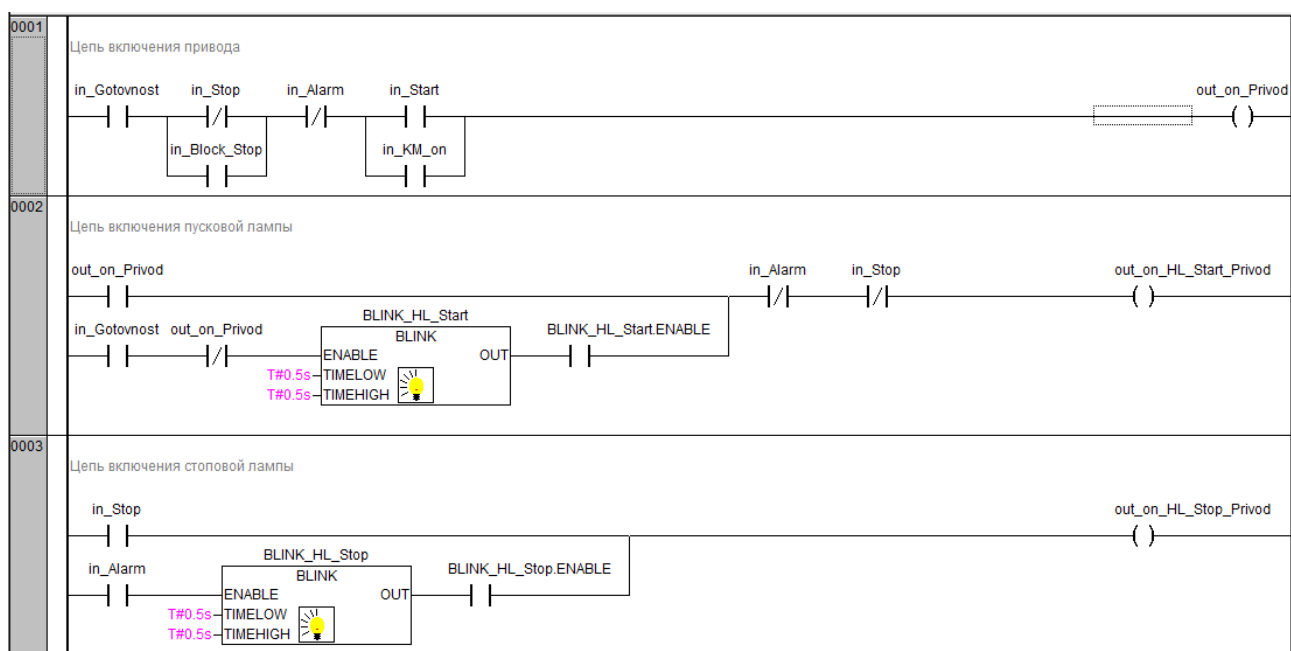 0001
Цепь включения привода
in_Gotovnost in_Stop in_Alarm in_Start out_on_Privod
in_Block_Stop in_KM_on
0002
Цепь включения пусковой лампы
out_on_Privod in_Alarm in_Stop out_on_HL_Start_Privod
BLINK_HL_Start
in_Gotovnost out_on_Privod BLINK BLINK_HL_Start.ENABLE
ENABLE OUT
T#0.5s TIMELOW
T#0.5s TIMEHIGH
0003
Цепь включения стоповой лампы
in_Stop out_on_HL_Stop_Privod
BLINK_HL_Stop
in_Alarm BLINK BLINK_HL_Stop.ENABLE
ENABLE OUT
T#0.5s TIMELOW
T#0.5s TIMEHIGH